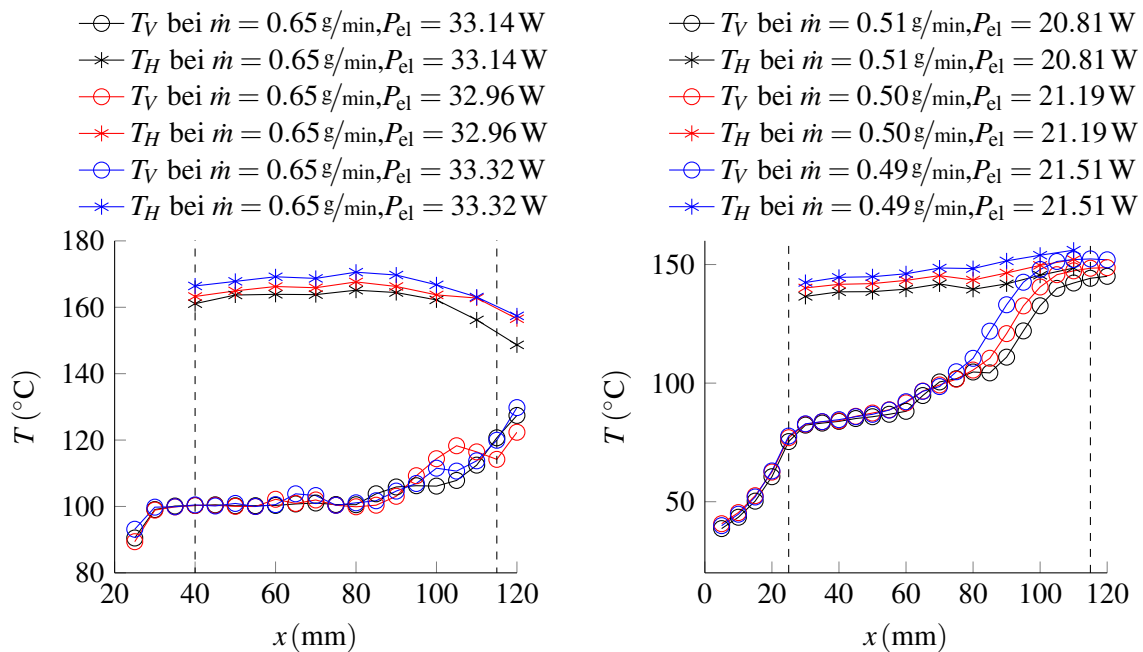 T_V bei ṁ = 0.65 g/min,P_el = 33.14 W
T_H bei ṁ = 0.65 g/min,P_el = 33.14 W
T_V bei ṁ = 0.65 g/min,P_el = 32.96 W
T_H bei ṁ = 0.65 g/min,P_el = 32.96 W
T_V bei ṁ = 0.65 g/min,P_el = 33.32 W
T_H bei ṁ = 0.65 g/min,P_el = 33.32 W
180
160
140
120
100
80
T (°C)
20 40 60 80 100 120
x (mm)
T_V bei ṁ = 0.51 g/min,P_el = 20.81 W
T_H bei ṁ = 0.51 g/min,P_el = 20.81 W
T_V bei ṁ = 0.50 g/min,P_el = 21.19 W
T_H bei ṁ = 0.50 g/min,P_el = 21.19 W
T_V bei ṁ = 0.49 g/min,P_el = 21.51 W
T_H bei ṁ = 0.49 g/min,P_el = 21.51 W
150
100
50
T (°C)
0 20 40 60 80 100 120
x (mm)